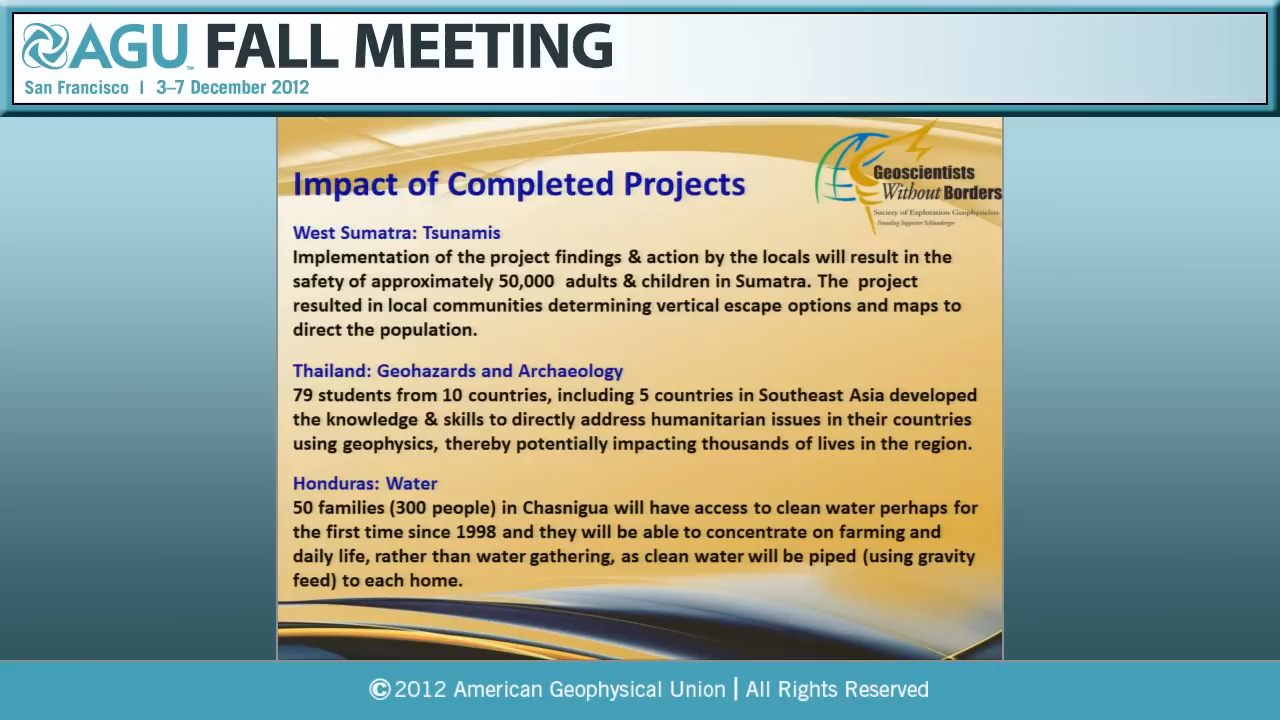 AGU™ FALL MEETING
San Francisco | 3–7 December 2012
Geoscientists
Without Borders
Society of Exploration Geophysicists
Founding Supporter Schlumberger
Impact of Completed Projects
West Sumatra: Tsunamis
Implementation of the project findings & action by the locals will result in the
safety of approximately 50,000 adults & children in Sumatra. The project
resulted in local communities determining vertical escape options and maps to
direct the population.
Thailand: Geohazards and Archaeology
79 students from 10 countries, including 5 countries in Southeast Asia developed
the knowledge & skills to directly address humanitarian issues in their countries
using geophysics, thereby potentially impacting thousands of lives in the region.
Honduras: Water
50 families (300 people) in Chasnigua will have access to clean water perhaps for
the first time since 1998 and they will be able to concentrate on farming and
daily life, rather than water gathering, as clean water will be piped (using gravity
feed) to each home.
©2012 American Geophysical Union | All Rights Reserved